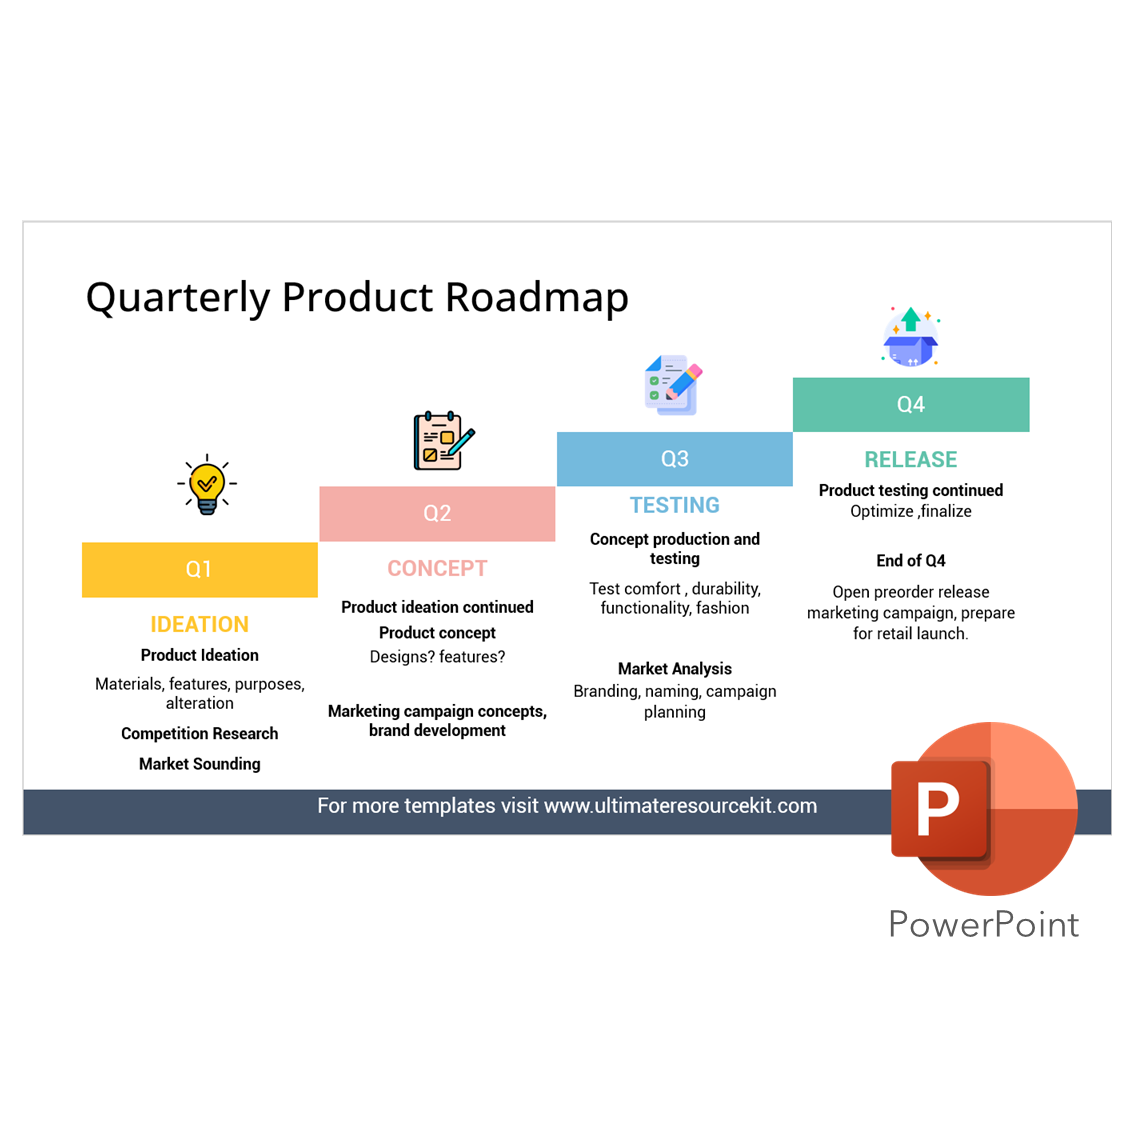 Quarterly Product Roadmap
Q1
IDEATION
Product Ideation
Materials, features, purposes,
alteration
Competition Research
Market Sounding
Q2
CONCEPT
Product ideation continued
Product concept
Designs? features?
Marketing campaign concepts,
brand development
Q3
TESTING
Concept production and
testing
Test comfort , durability,
functionality, fashion
Market Analysis
Branding, naming, campaign
planning
Q4
RELEASE
Product testing continued
Optimize ,finalize
End of Q4
Open preorder release
marketing campaign, prepare
for retail launch.
For more templates visit www.ultimateresourcekit.com
P
PowerPoint